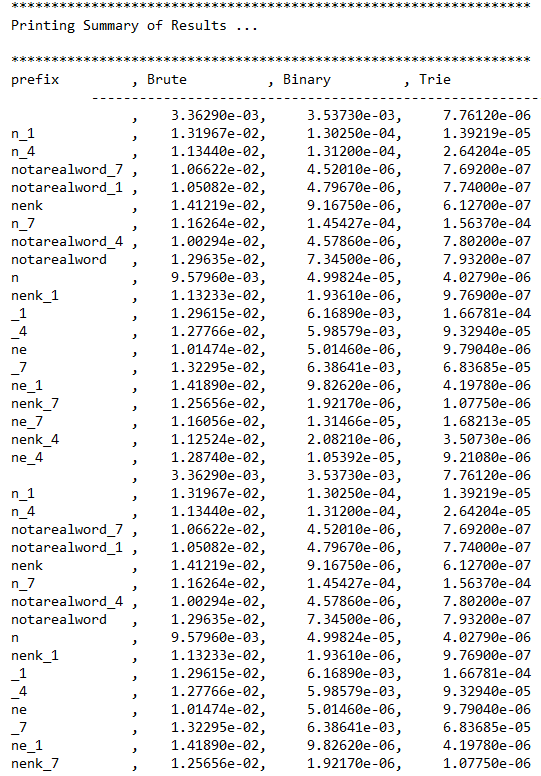 *****************************************************************
Printing Summary of Results ...
*****************************************************************
prefix         , Brute          , Binary         , Trie
--------------------------------------------------------
               ,    3.36290e-03,     3.53730e-03,     7.76120e-06
n_1            ,    1.31967e-02,     1.30250e-04,     1.39219e-05
n_4            ,    1.13440e-02,     1.31200e-04,     2.64204e-05
notarealword_7 ,    1.06622e-02,     4.52010e-06,     7.69200e-07
notarealword_1 ,    1.05082e-02,     4.79670e-06,     7.74000e-07
nenk           ,    1.41219e-02,     9.16750e-06,     6.12700e-07
n_7            ,    1.16264e-02,     1.45427e-04,     1.56370e-04
notarealword_4 ,    1.00294e-02,     4.57860e-06,     7.80200e-07
notarealword   ,    1.29635e-02,     7.34500e-06,     7.93200e-07
n              ,    9.57960e-03,     4.99824e-05,     4.02790e-06
nenk_1         ,    1.13233e-02,     1.93610e-06,     9.76900e-07
_1             ,    1.29615e-02,     6.16890e-03,     1.66781e-04
_4             ,    1.27766e-02,     5.98579e-03,     9.32940e-05
ne             ,    1.01474e-02,     5.01460e-06,     9.79040e-06
_7             ,    1.32295e-02,     6.38641e-03,     6.83685e-05
ne_1           ,    1.41890e-02,     9.82620e-06,     4.19780e-06
nenk_7         ,    1.25656e-02,     1.92170e-06,     1.07750e-06
ne_7           ,    1.16056e-02,     1.31466e-05,     1.68213e-05
nenk_4         ,    1.12524e-02,     2.08210e-06,     3.50730e-06
ne_4           ,    1.28740e-02,     1.05392e-05,     9.21080e-06
               ,    3.36290e-03,     3.53730e-03,     7.76120e-06
n_1            ,    1.31967e-02,     1.30250e-04,     1.39219e-05
n_4            ,    1.13440e-02,     1.31200e-04,     2.64204e-05
notarealword_7 ,    1.06622e-02,     4.52010e-06,     7.69200e-07
notarealword_1 ,    1.05082e-02,     4.79670e-06,     7.74000e-07
nenk           ,    1.41219e-02,     9.16750e-06,     6.12700e-07
n_7            ,    1.16264e-02,     1.45427e-04,     1.56370e-04
notarealword_4 ,    1.00294e-02,     4.57860e-06,     7.80200e-07
notarealword   ,    1.29635e-02,     7.34500e-06,     7.93200e-07
n              ,    9.57960e-03,     4.99824e-05,     4.02790e-06
nenk_1         ,    1.13233e-02,     1.93610e-06,     9.76900e-07
_1             ,    1.29615e-02,     6.16890e-03,     1.66781e-04
_4             ,    1.27766e-02,     5.98579e-03,     9.32940e-05
ne             ,    1.01474e-02,     5.01460e-06,     9.79040e-06
_7             ,    1.32295e-02,     6.38641e-03,     6.83685e-05
ne_1           ,    1.41890e-02,     9.82620e-06,     4.19780e-06
nenk_7         ,    1.25656e-02,     1.92170e-06,     1.07750e-06